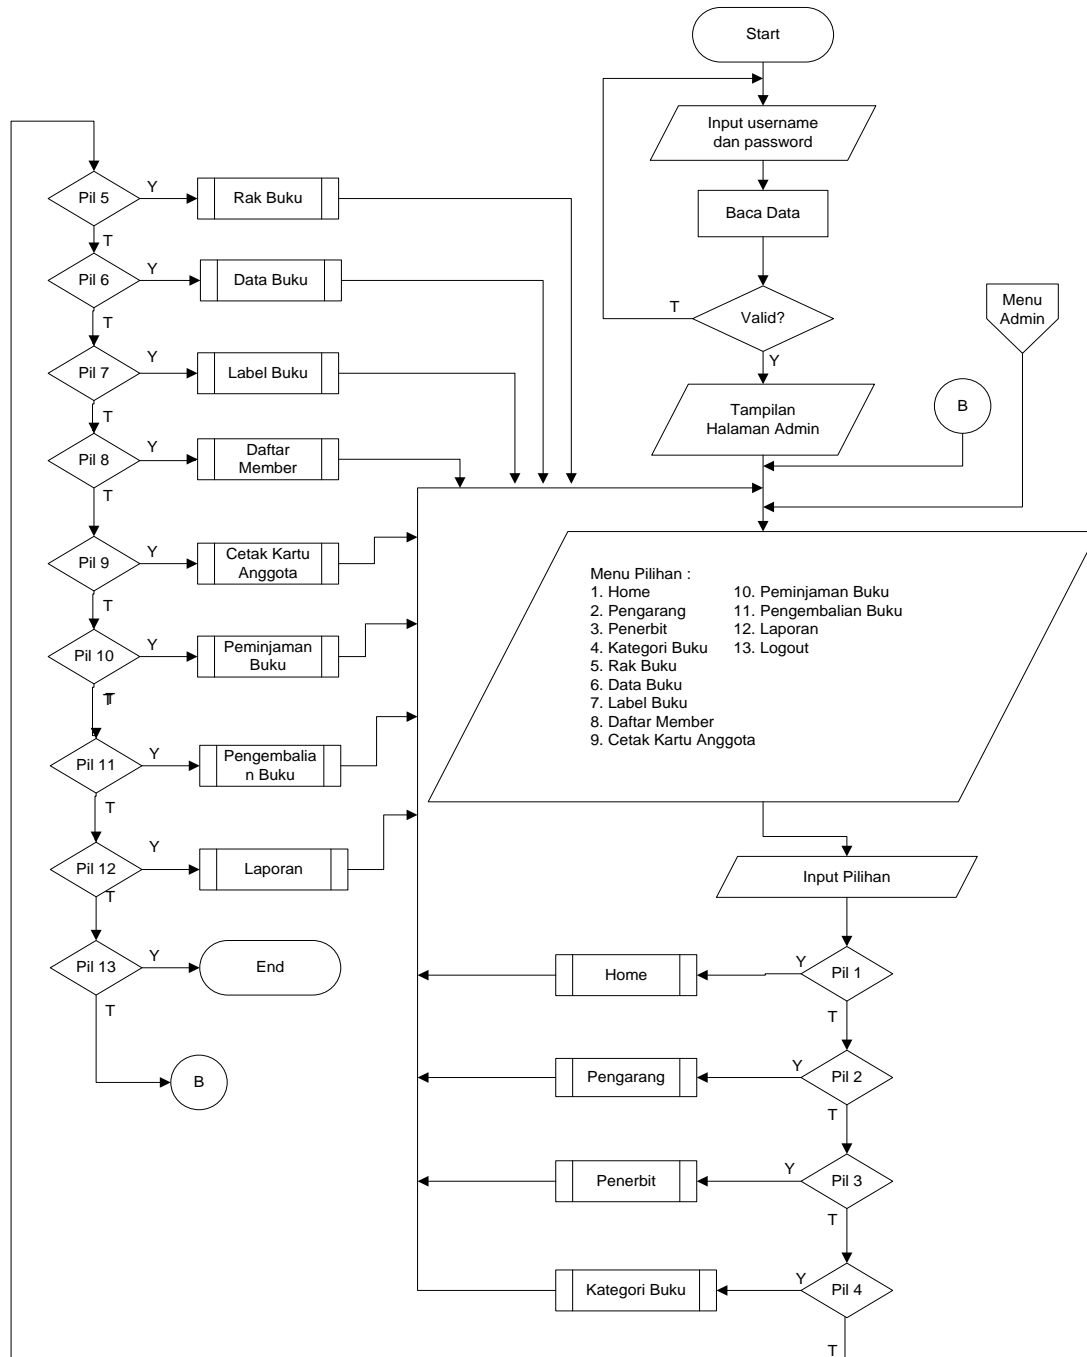 Start
Input username
dan password
Baca Data
Valid?
T
Y
Tampilan
Halaman Admin
Menu
Admin
B
Menu Pilihan :
1. Home
2. Pengarang
3. Penerbit
4. Kategori Buku
5. Rak Buku
6. Data Buku
7. Label Buku
8. Daftar Member
9. Cetak Kartu Anggota
10. Peminjaman Buku
11. Pengembalian Buku
12. Laporan
13. Logout
Input Pilihan
Pil 1
Y
Home
T
Pil 2
Y
Pengarang
T
Pil 3
Y
Penerbit
T
Pil 4
Y
Kategori Buku
T
Pil 5
Y
Rak Buku
T
Pil 6
Y
Data Buku
T
Pil 7
Y
Label Buku
T
Pil 8
Y
Daftar
Member
T
Pil 9
Y
Cetak Kartu
Anggota
T
Pil 10
Y
Peminjaman
Buku
TT
Pil 11
Y
Pengembalia
n Buku
T
Pil 12
Y
Laporan
T
Pil 13
Y
End
T
B